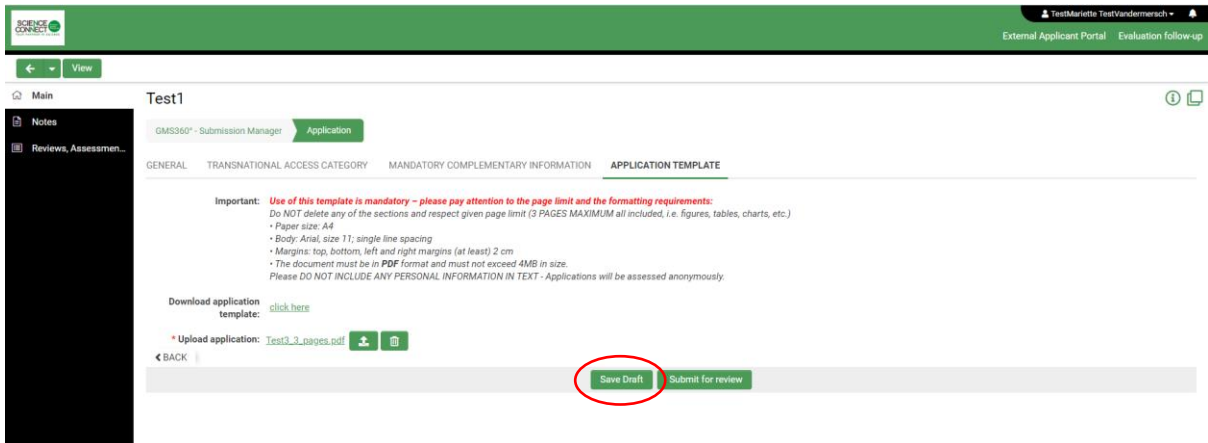 SCIENCE
CONNECT
TestMariette TestVandermersch
External Applicant Portal Evaluation follow-up
View
Main
Test1
Notes
GMS360° - Submission Manager Application
Reviews, Assessmen...
GENERAL TRANSNATIONAL ACCESS CATEGORY MANDATORY COMPLEMENTARY INFORMATION APPLICATION TEMPLATE
Important: Use of this template is mandatory – please pay attention to the page limit and the formatting requirements:
Do NOT delete any of the sections and respect given page limit (3 PAGES MAXIMUM all included, i.e. figures, tables, charts, etc.)
• Paper size: A4
• Body: Arial, size 11; single line spacing
• Margins: top, bottom, left and right margins (at least) 2 cm
• The document must be in PDF format and must not exceed 4MB in size.
Please DO NOT INCLUDE ANY PERSONAL INFORMATION IN TEXT - Applications will be assessed anonymously.
Download application
template: click here
* Upload application: Test3_3_pages.pdf
BACK
Save Draft Submit for review